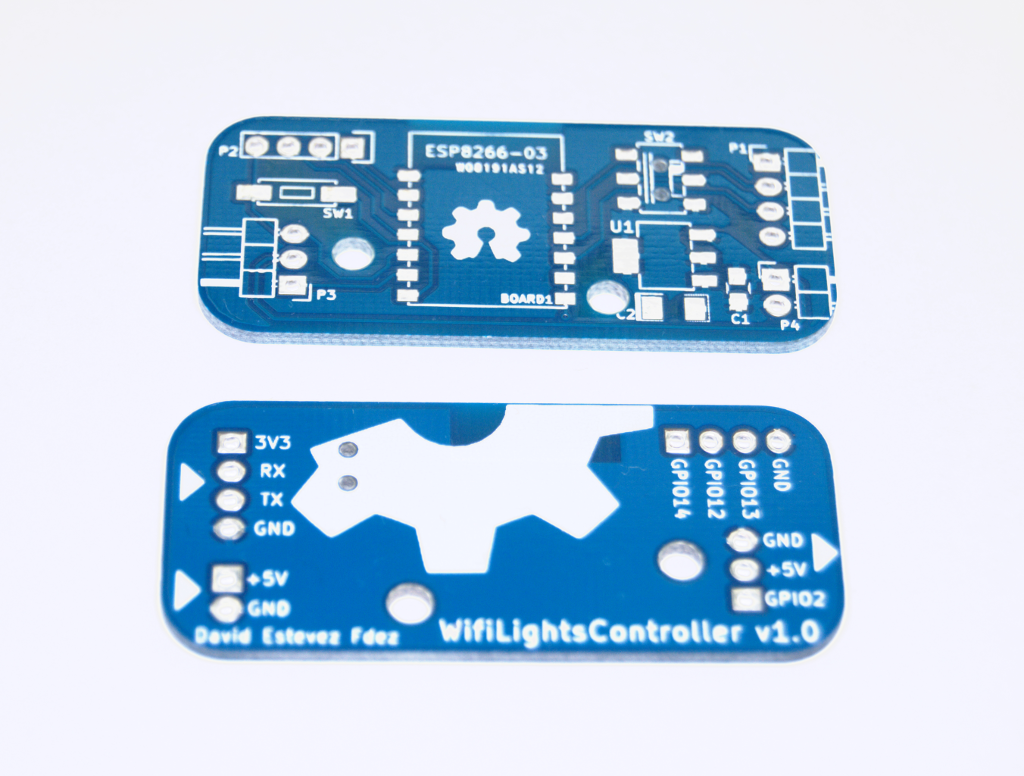 P2
SW1
P3
ESP8266-03
W00191AS12
BOARD1
SW2
U1
C2
P1
C1
P4
3V3
RX
TX
GND
+5V
GND
David Estevez Fdez
GPIO14
GPIO12
GPIO13
GND
GND
+5V
GPIO2
WifiLightsController v1.0